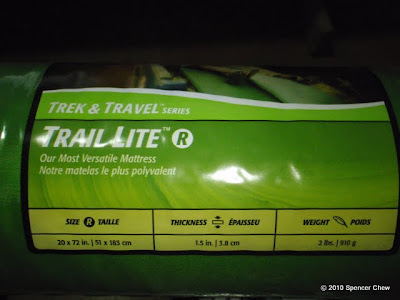 TREK & TRAVEL™ SERIES
TRAIL LITE™ R
Our Most Versatile Mattress
Notre matelas le plus polyvalent
SIZE R TAILLE THICKNESS ÉPAISSEU WEIGHT POIDS
20 x 72 in. | 51 x 183 cm 1.5 in. | 3.8 cm 2 lbs. | 910 g
© 2010 Spencer Chew